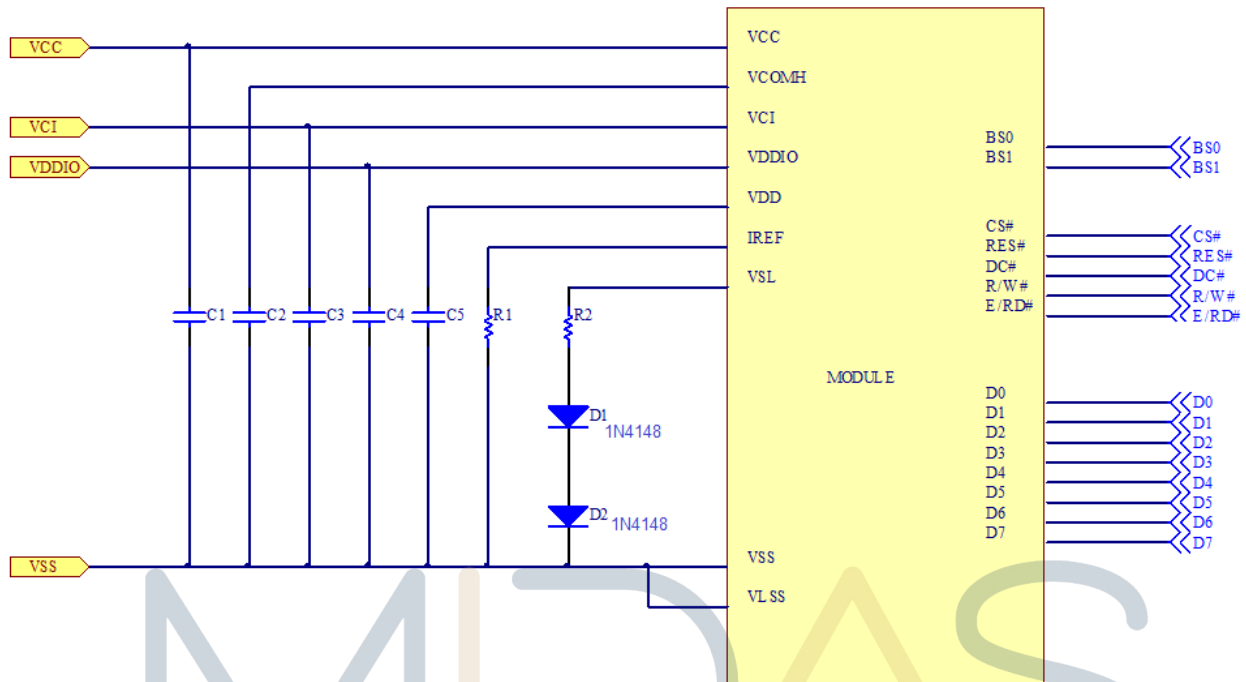 VCC
VCI
VDDIO
VSS
C1 C2 C3 C4 C5 R1 R2
D1
1N4148
D2
1N4148
VCC
VCOMH
VCI
VDDIO
VDD
IREF
VSL
VSS
VLSS
MODULE
BS0
BS1
CS#
RES#
DC#
R/W#
E/RD#
D0
D1
D2
D3
D4
D5
D6
D7
BS0
BS1
CS#
RES#
DC#
R/W#
E/RD#
D0
D1
D2
D3
D4
D5
D6
D7
MIDAS